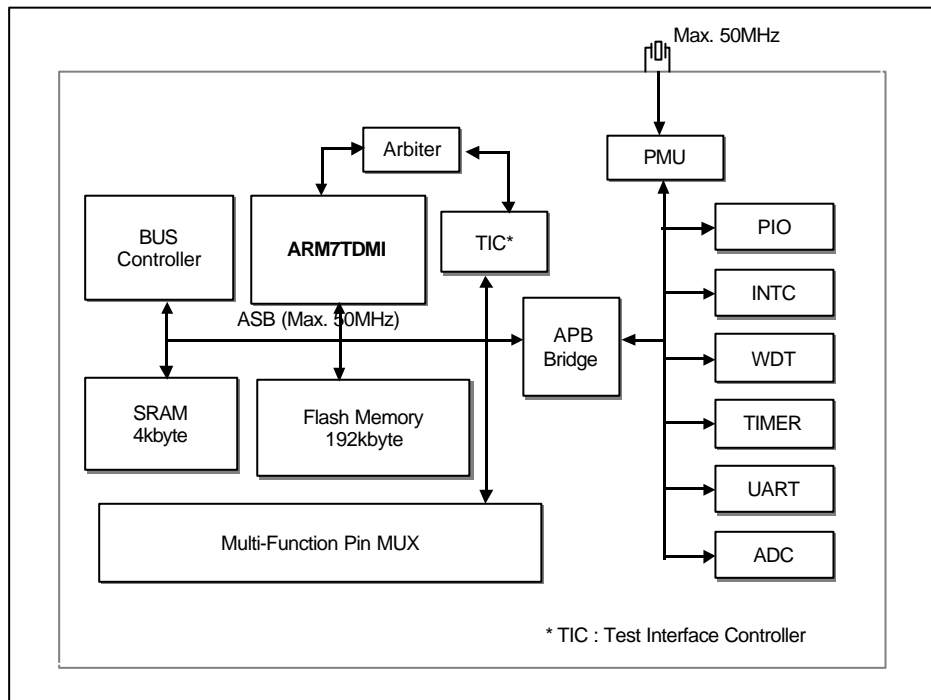 Max. 50MHz
Arbiter
PMU
BUS
Controller
ARM7TDMI
TIC*
PIO
INTC
ASB (Max. 50MHz)
APB
Bridge
WDT
SRAM
4kbyte
Flash Memory
192kbyte
TIMER
UART
Multi-Function Pin MUX
ADC
* TIC : Test Interface Controller